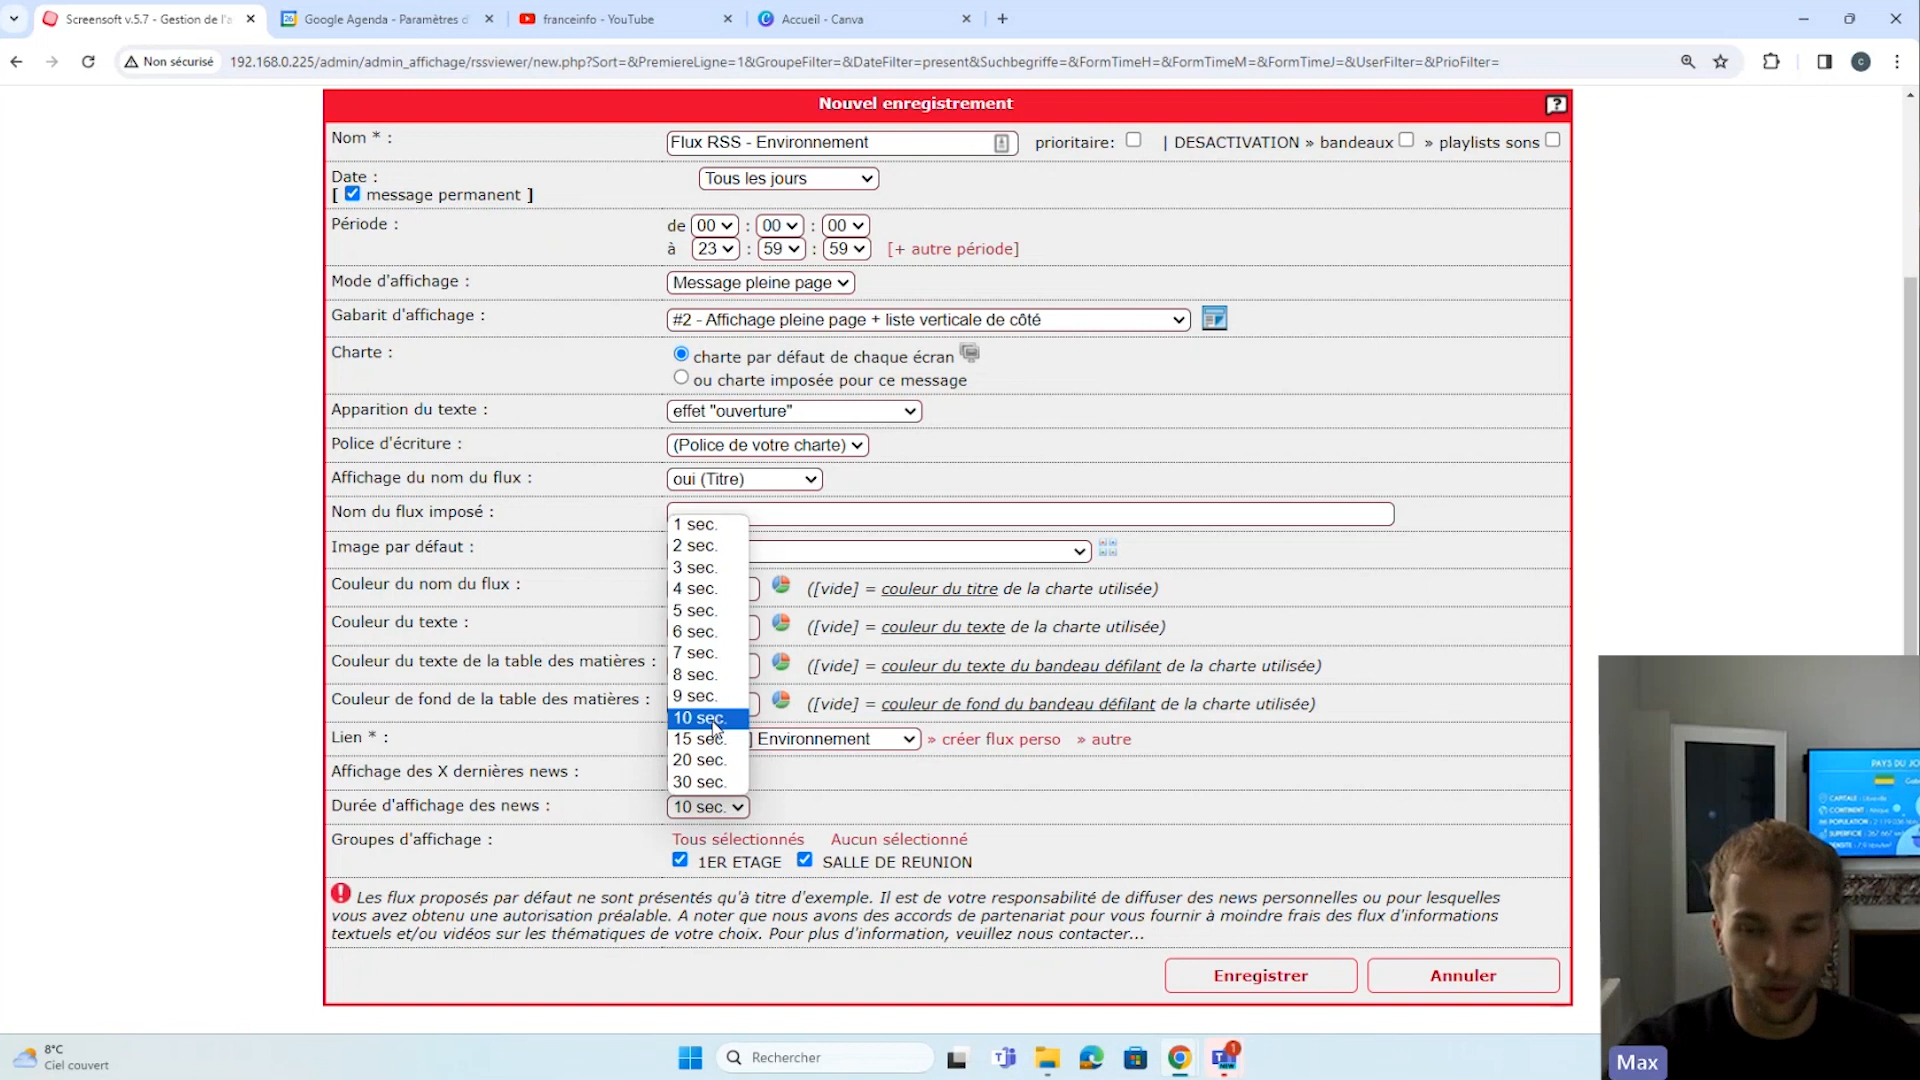 Screensoft v.5.7 - Gestion de l'a
Google Agenda - Paramètres d
franceinfo - YouTube
Accueil - Canva
Non sécurisé
192.168.0.225/admin/admin_affichage/rssviewer/new.php?Sort=&PremiereLigne=1&GroupeFilter=&DateFilter=present&Suchbegriffe=&FormTimeH=&FormTimeM=&FormTimeJ=&UserFilter=&PrioFilter=
Nouvel enregistrement
Nom * :
Flux RSS - Environnement
prioritaire:
| DESACTIVATION » bandeaux
» playlists sons
Date :
Tous les jours
[ message permanent ]
Période :
de 00 : 00 : 00
à 23 : 59 : 59 [+ autre période]
Mode d'affichage :
Message pleine page
Gabarit d'affichage :
#2 - Affichage pleine page + liste verticale de côté
Charte :
charte par défaut de chaque écran
ou charte imposée pour ce message
Apparition du texte :
effet "ouverture"
Police d'écriture :
(Police de votre charte)
Affichage du nom du flux :
oui (Titre)
Nom du flux imposé :
1 sec.
2 sec.
3 sec.
4 sec.
5 sec.
6 sec.
7 sec.
8 sec.
9 sec.
10 sec.
15 sec.
20 sec.
30 sec.
Image par défaut :
Couleur du nom du flux :
([vide] = couleur du titre de la charte utilisée)
Couleur du texte :
([vide] = couleur du texte de la charte utilisée)
Couleur du texte de la table des matières :
([vide] = couleur du texte du bandeau défilant de la charte utilisée)
Couleur de fond de la table des matières :
([vide] = couleur de fond du bandeau défilant de la charte utilisée)
Lien * :
] Environnement
» créer flux perso
» autre
Affichage des X dernières news :
Durée d'affichage des news :
10 sec.
Groupes d'affichage :
Tous sélectionnés
Aucun sélectionné
1ER ETAGE
SALLE DE REUNION
Les flux proposés par défaut ne sont présentés qu'à titre d'exemple. Il est de votre responsabilité de diffuser des news personnelles ou pour lesquelles
vous avez obtenu une autorisation préalable. A noter que nous avons des accords de partenariat pour vous fournir à moindre frais des flux d'informations
textuels et/ou vidéos sur les thématiques de votre choix. Pour plus d'information, veuillez nous contacter...
Enregistrer
Annuler
PAYS DU JO
CAPITALE : Libreville
CONTINENT : Afrique
POPULATION :
SUPERFICIE :
8°C
Ciel couvert
Rechercher
1
NEW
Max